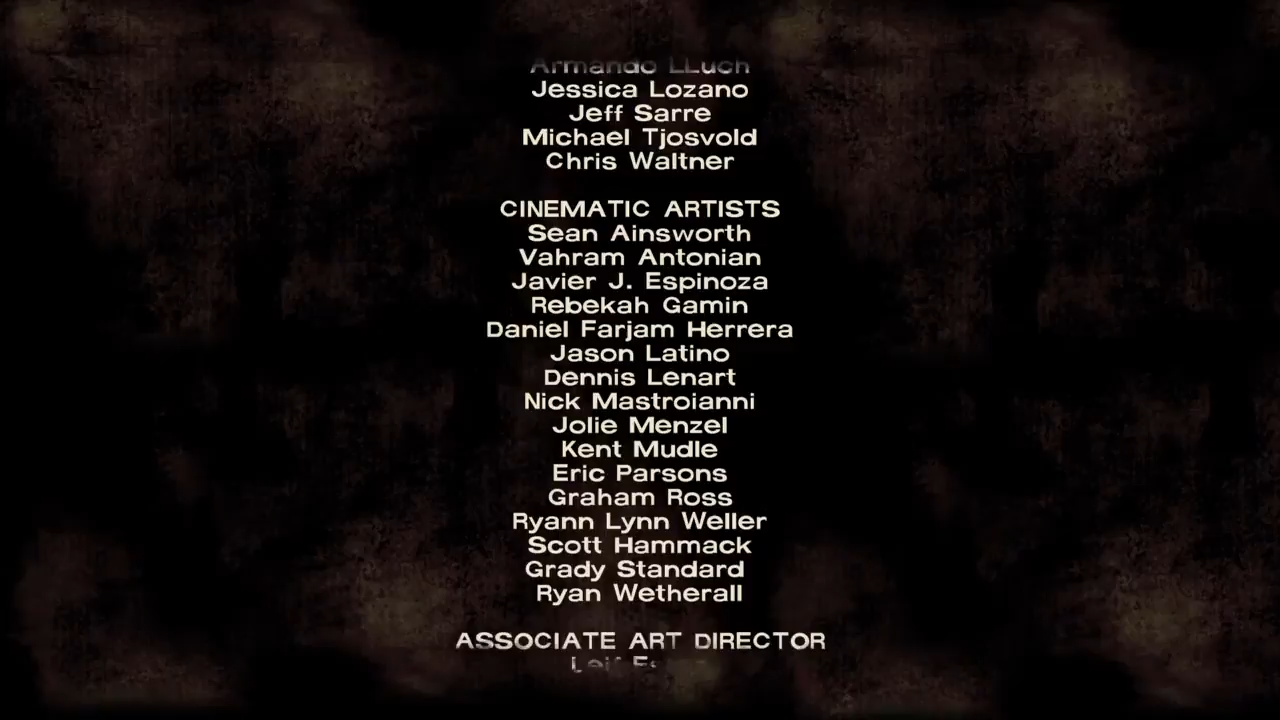 Armando LLuch
Jessica Lozano
Jeff Sarre
Michael Tjosvold
Chris Waltner
CINEMATIC ARTISTS
Sean Ainsworth
Vahram Antonian
Javier J. Espinoza
Rebekah Gamin
Daniel Farjam Herrera
Jason Latino
Dennis Lenart
Nick Mastroianni
Jolie Menzel
Kent Mudle
Eric Parsons
Graham Ross
Ryann Lynn Weller
Scott Hammack
Grady Standard
Ryan Wetherall
ASSOCIATE ART DIRECTOR